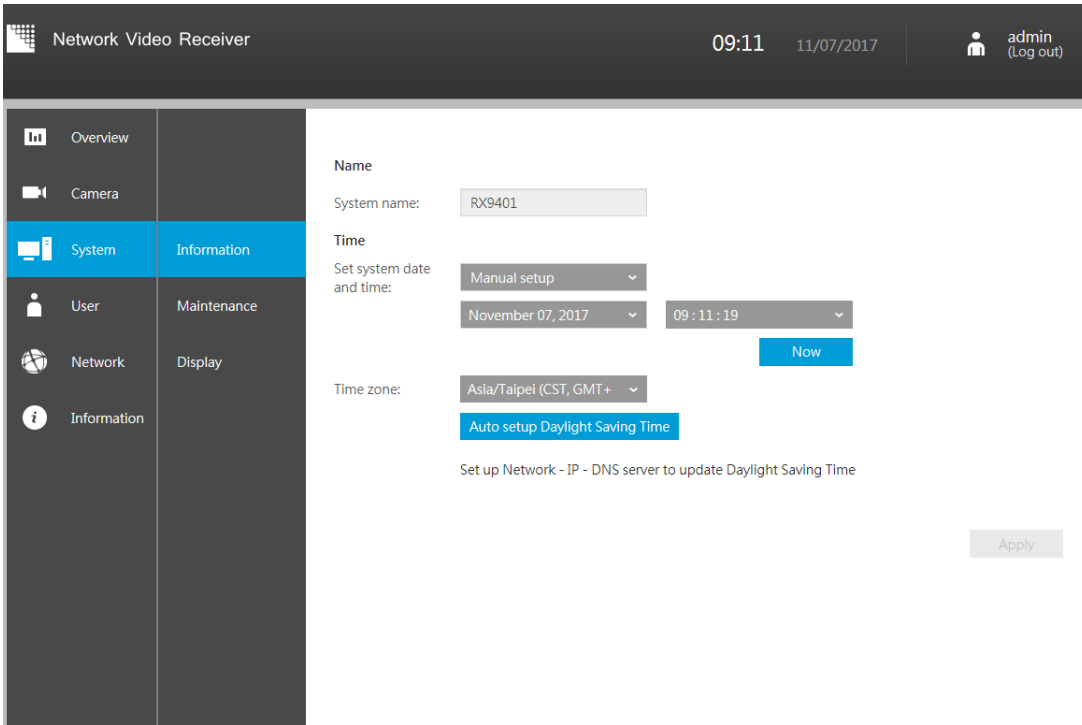 Network Video Receiver
09:11 11/07/2017
admin
(Log out)
Overview
Camera
System
User
Network
Information
Information
Maintenance
Display
Name
System name: RX9401
Time
Set system date
and time:
Manual setup
November 07, 2017 09 : 11 : 19
Now
Time zone: Asia/Taipei (CST, GMT+
Auto setup Daylight Saving Time
Set up Network - IP - DNS server to update Daylight Saving Time
Apply